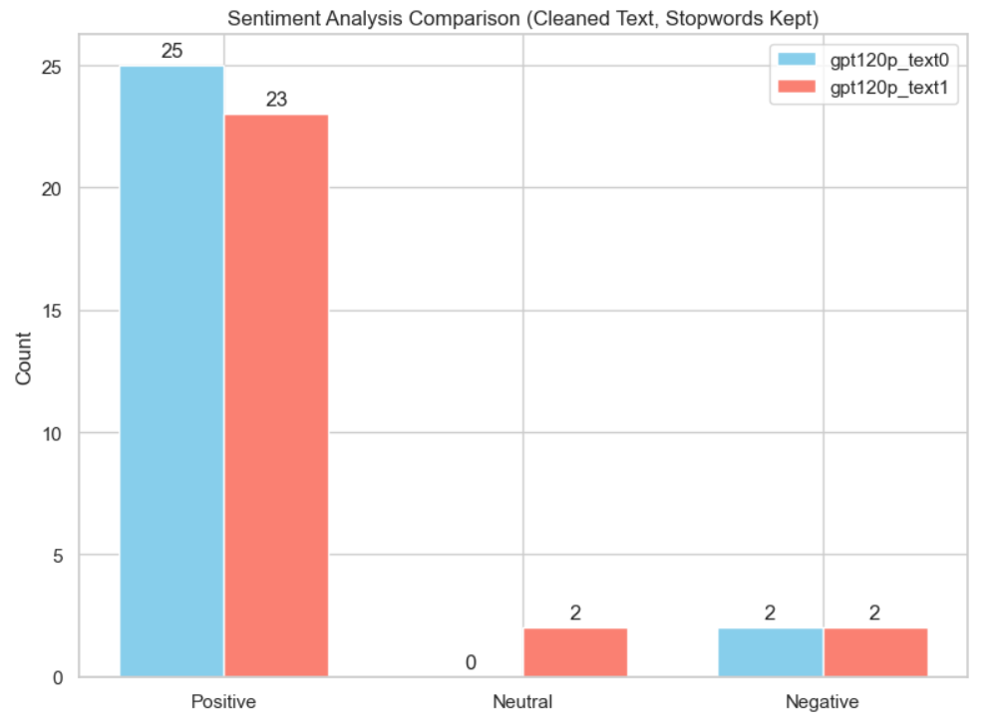 Sentiment Analysis Comparison (Cleaned Text, Stopwords Kept)
gpt120p_text0
gpt120p_text1
Count
25
20
15
10
5
0
25
23
0
2
2
2
Positive
Neutral
Negative